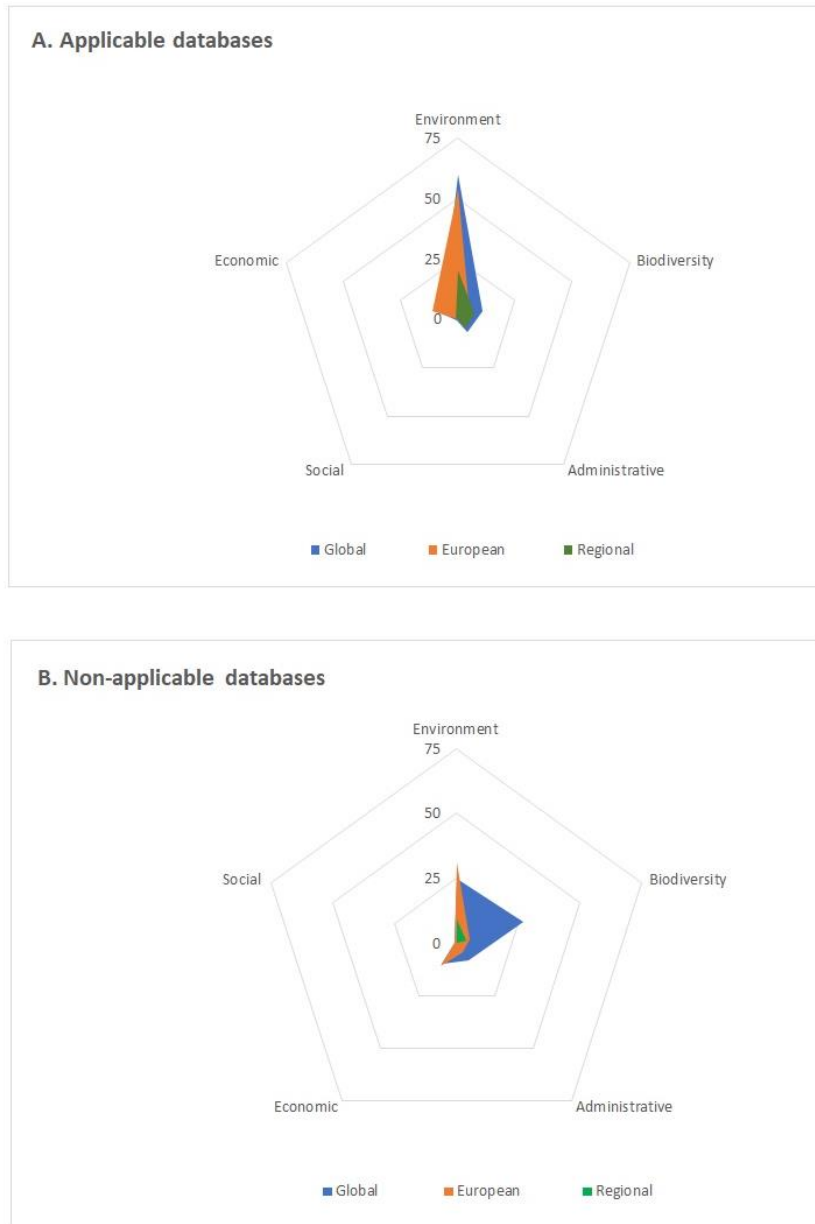 A. Applicable databases
Environment
75
50
Economic
Biodiversity
25
0
Social
Administrative
Global European Regional
B. Non-applicable databases
Environment
75
50
Social
Biodiversity
25
0
Economic
Administrative
Global European Regional